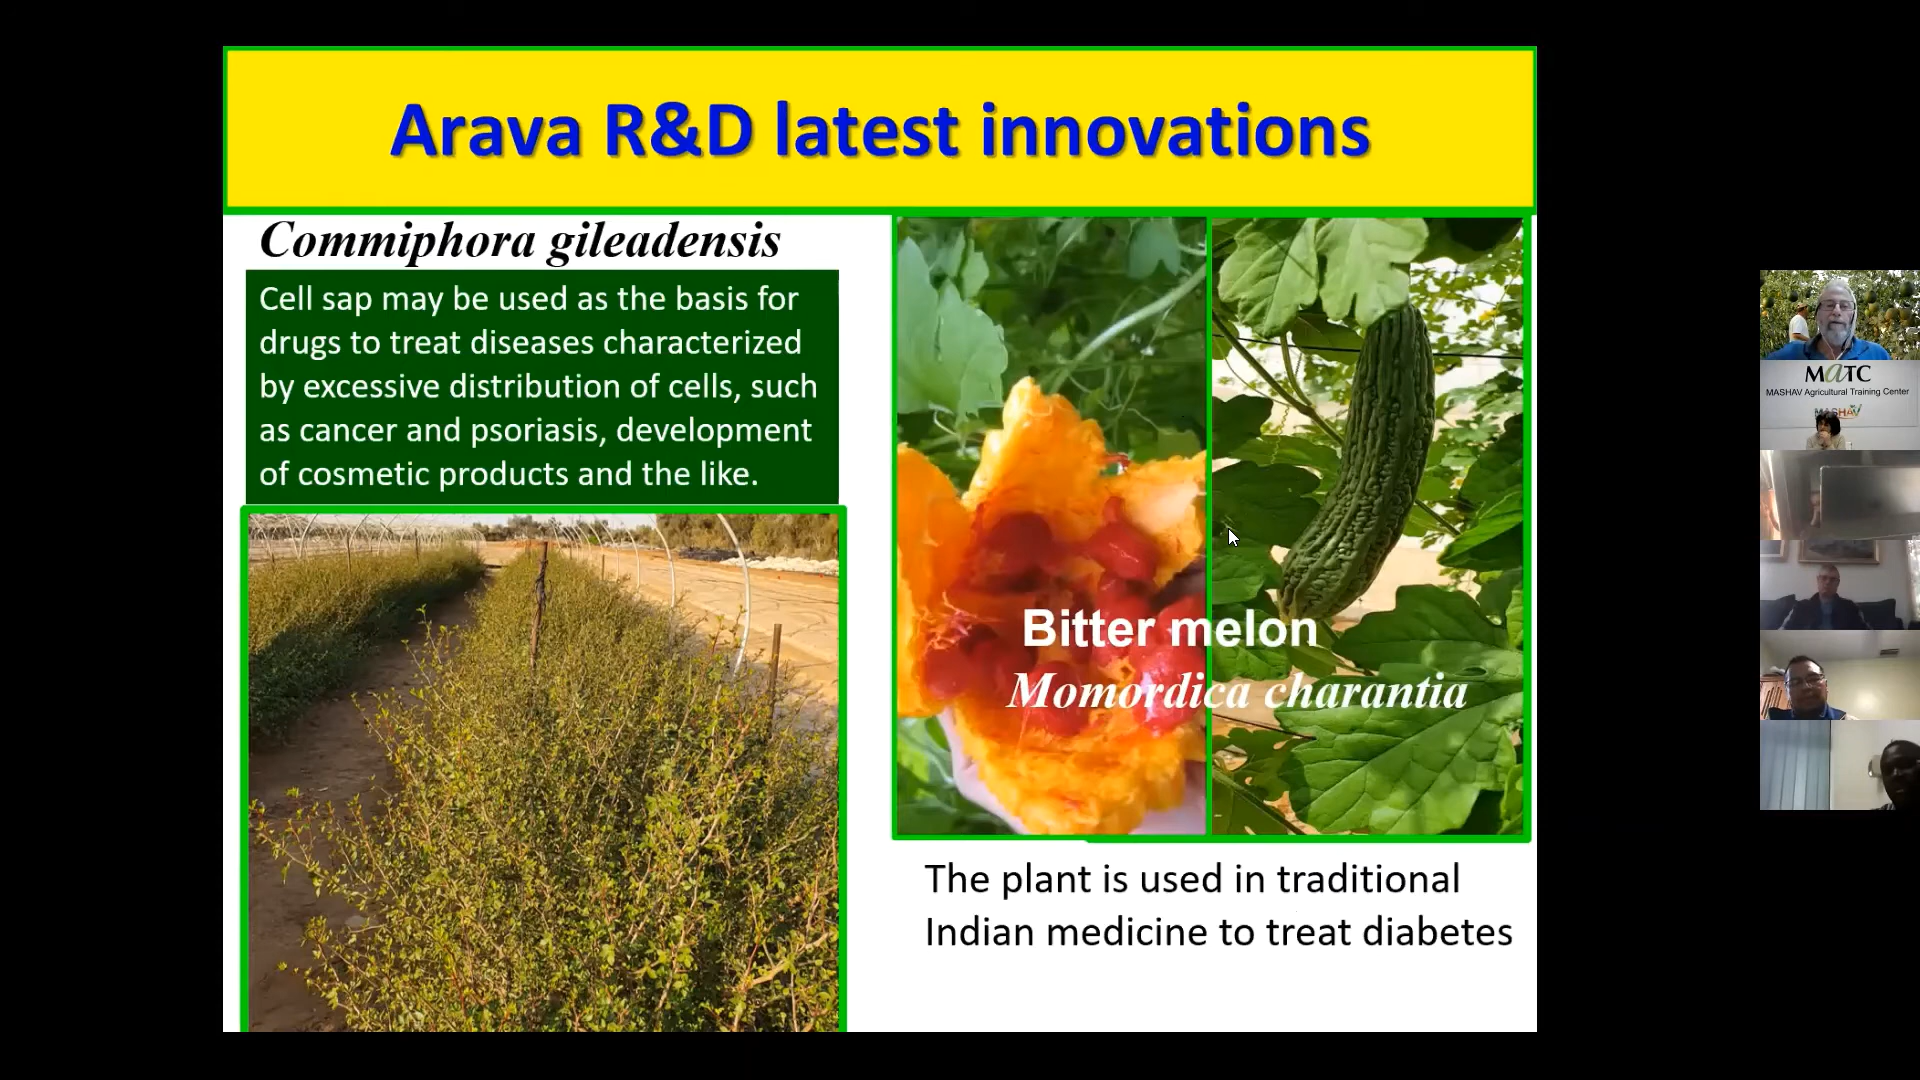 Arava R&D latest innovations
Commiphora gileadensis
Cell sap may be used as the basis for
drugs to treat diseases characterized
by excessive distribution of cells, such
as cancer and psoriasis, development
of cosmetic products and the like.
Bitter melon
Momordica charantia
The plant is used in traditional
Indian medicine to treat diabetes
MATC
MASHAV Agricultural Training Center
MASHAV